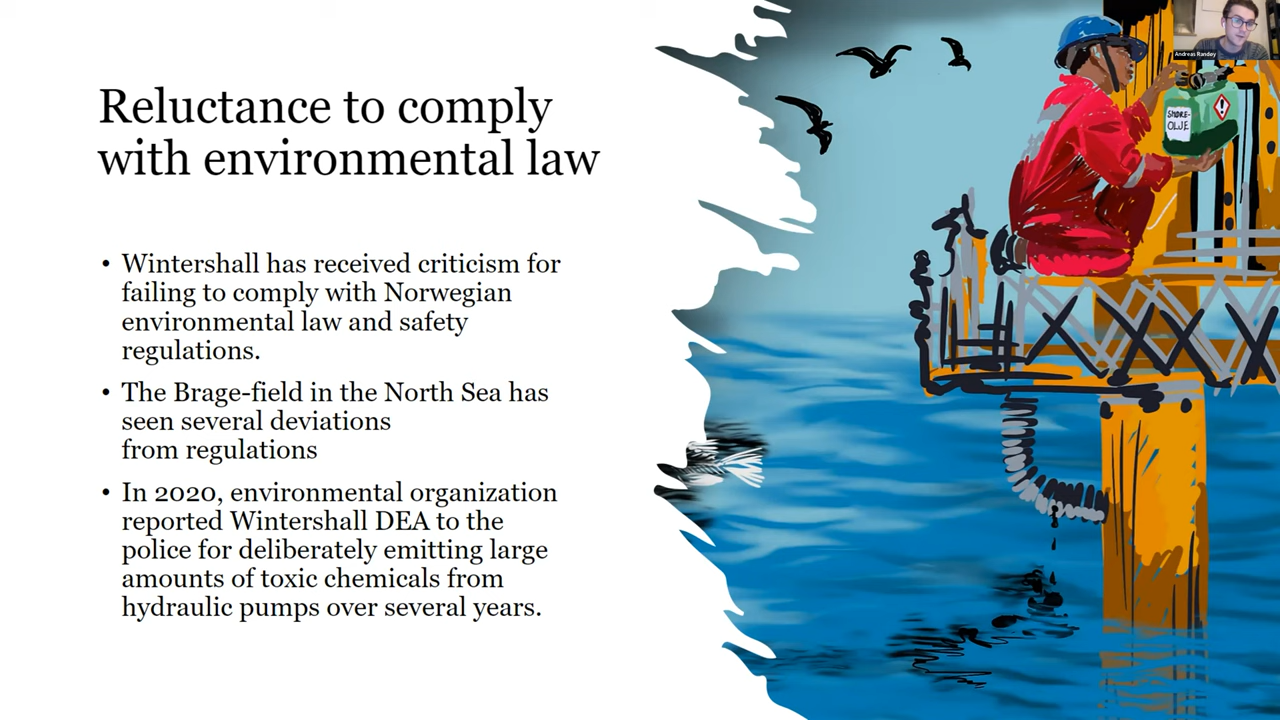 Reluctance to comply
with environmental law
• Wintershall has received criticism for
failing to comply with Norwegian
environmental law and safety
regulations.
• The Brage-field in the North Sea has
seen several deviations
from regulations
• In 2020, environmental organization
reported Wintershall DEA to the
police for deliberately emitting large
amounts of toxic chemicals from
hydraulic pumps over several years.
SMØRE-
OLJE
!
Andreas Randøy